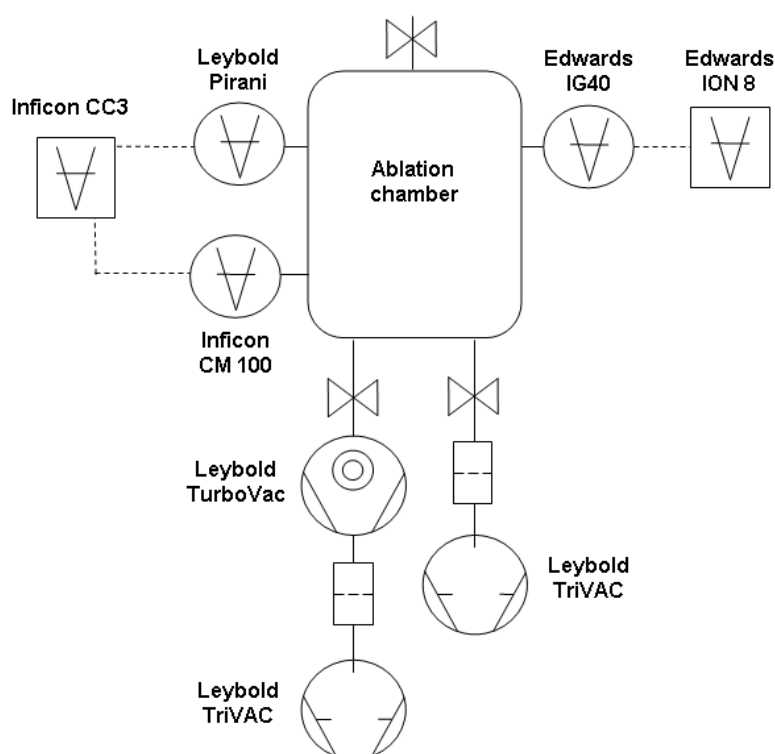 Leybold
Pirani
Edwards
IG40
Edwards
ION 8
Inficon CC3
Ablation
chamber
Inficon
CM 100
Leybold
TurboVac
Leybold
TriVAC
Leybold
TriVAC